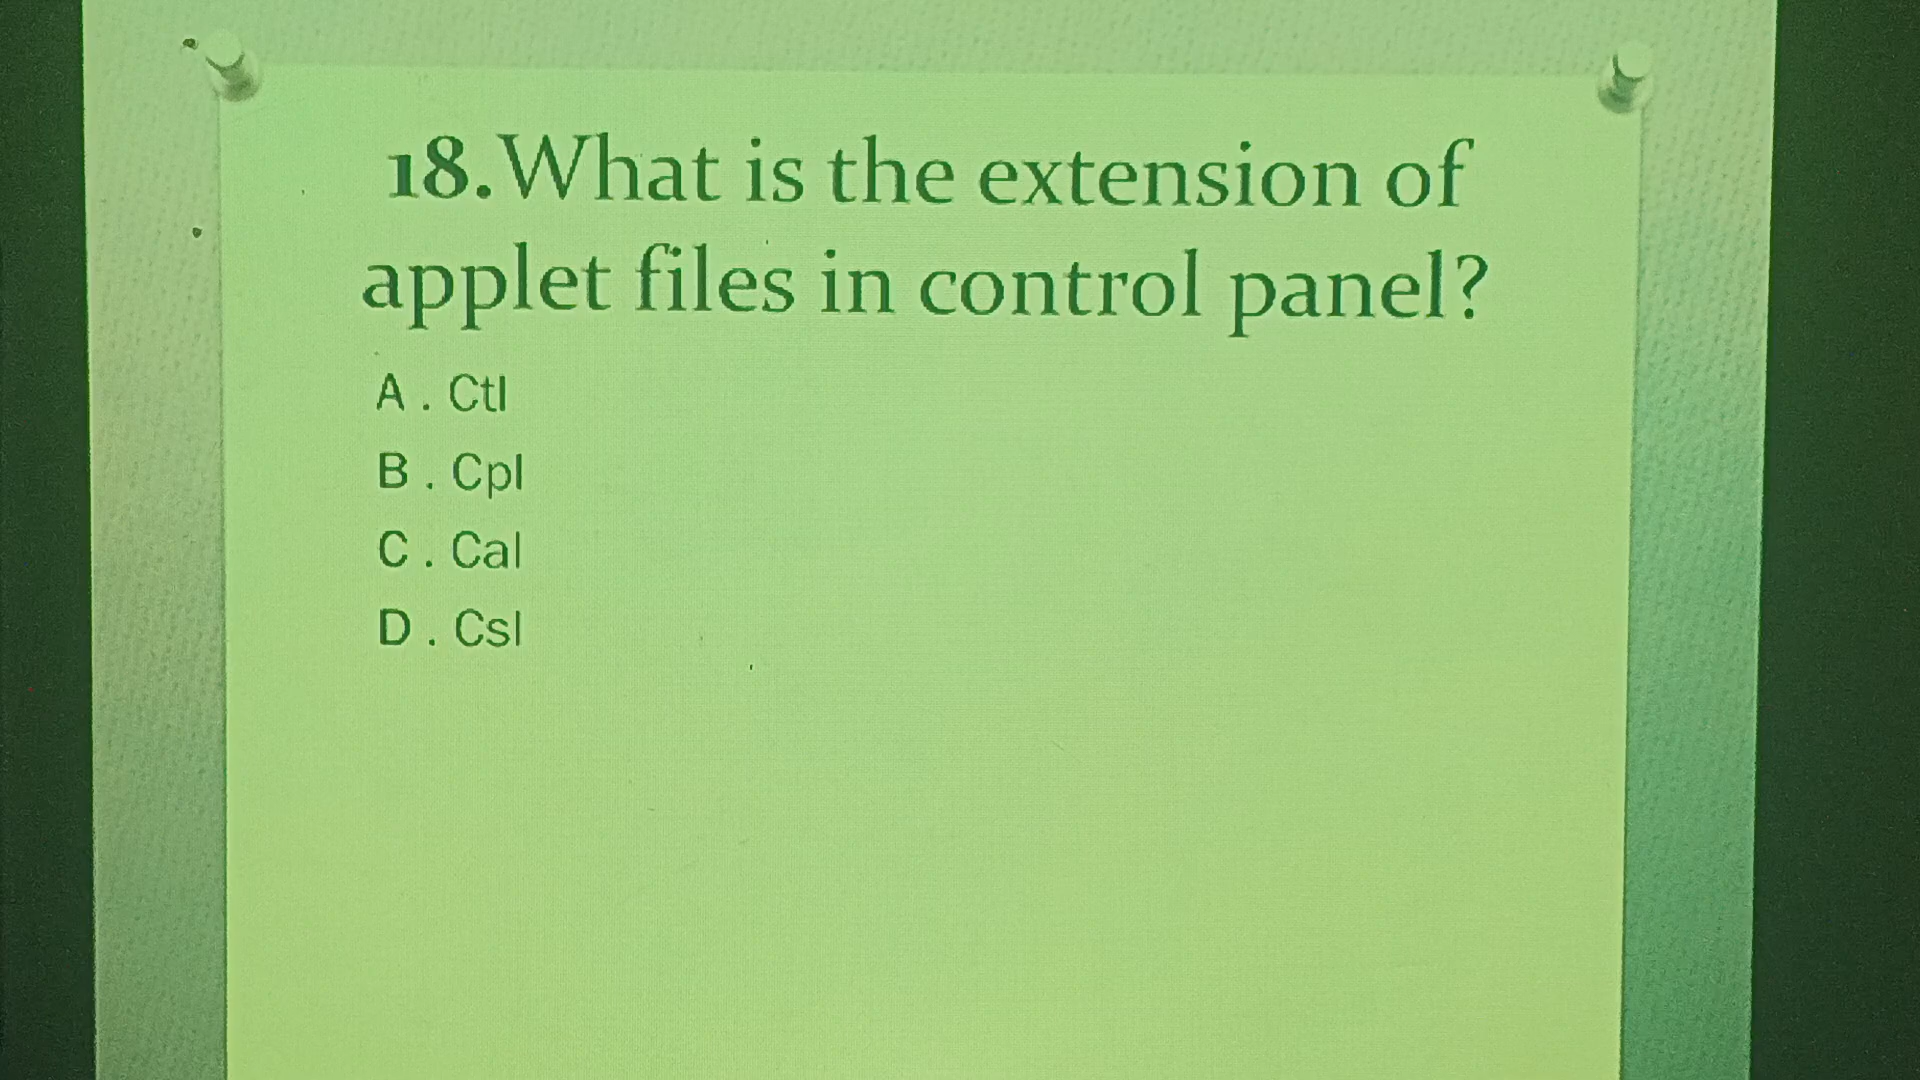 18.What is the extension of
applet files in control panel?
A . Ctl
B . Cpl
C . Cal
D . Csl